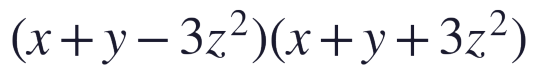 (x + y − 3z²)(x + y + 3z²)